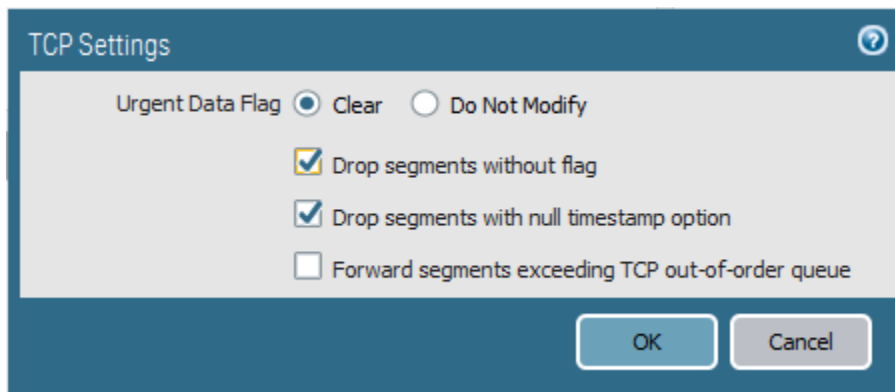 TCP Settings
Urgent Data Flag Clear Do Not Modify
Drop segments without flag
Drop segments with null timestamp option
Forward segments exceeding TCP out-of-order queue
OK Cancel